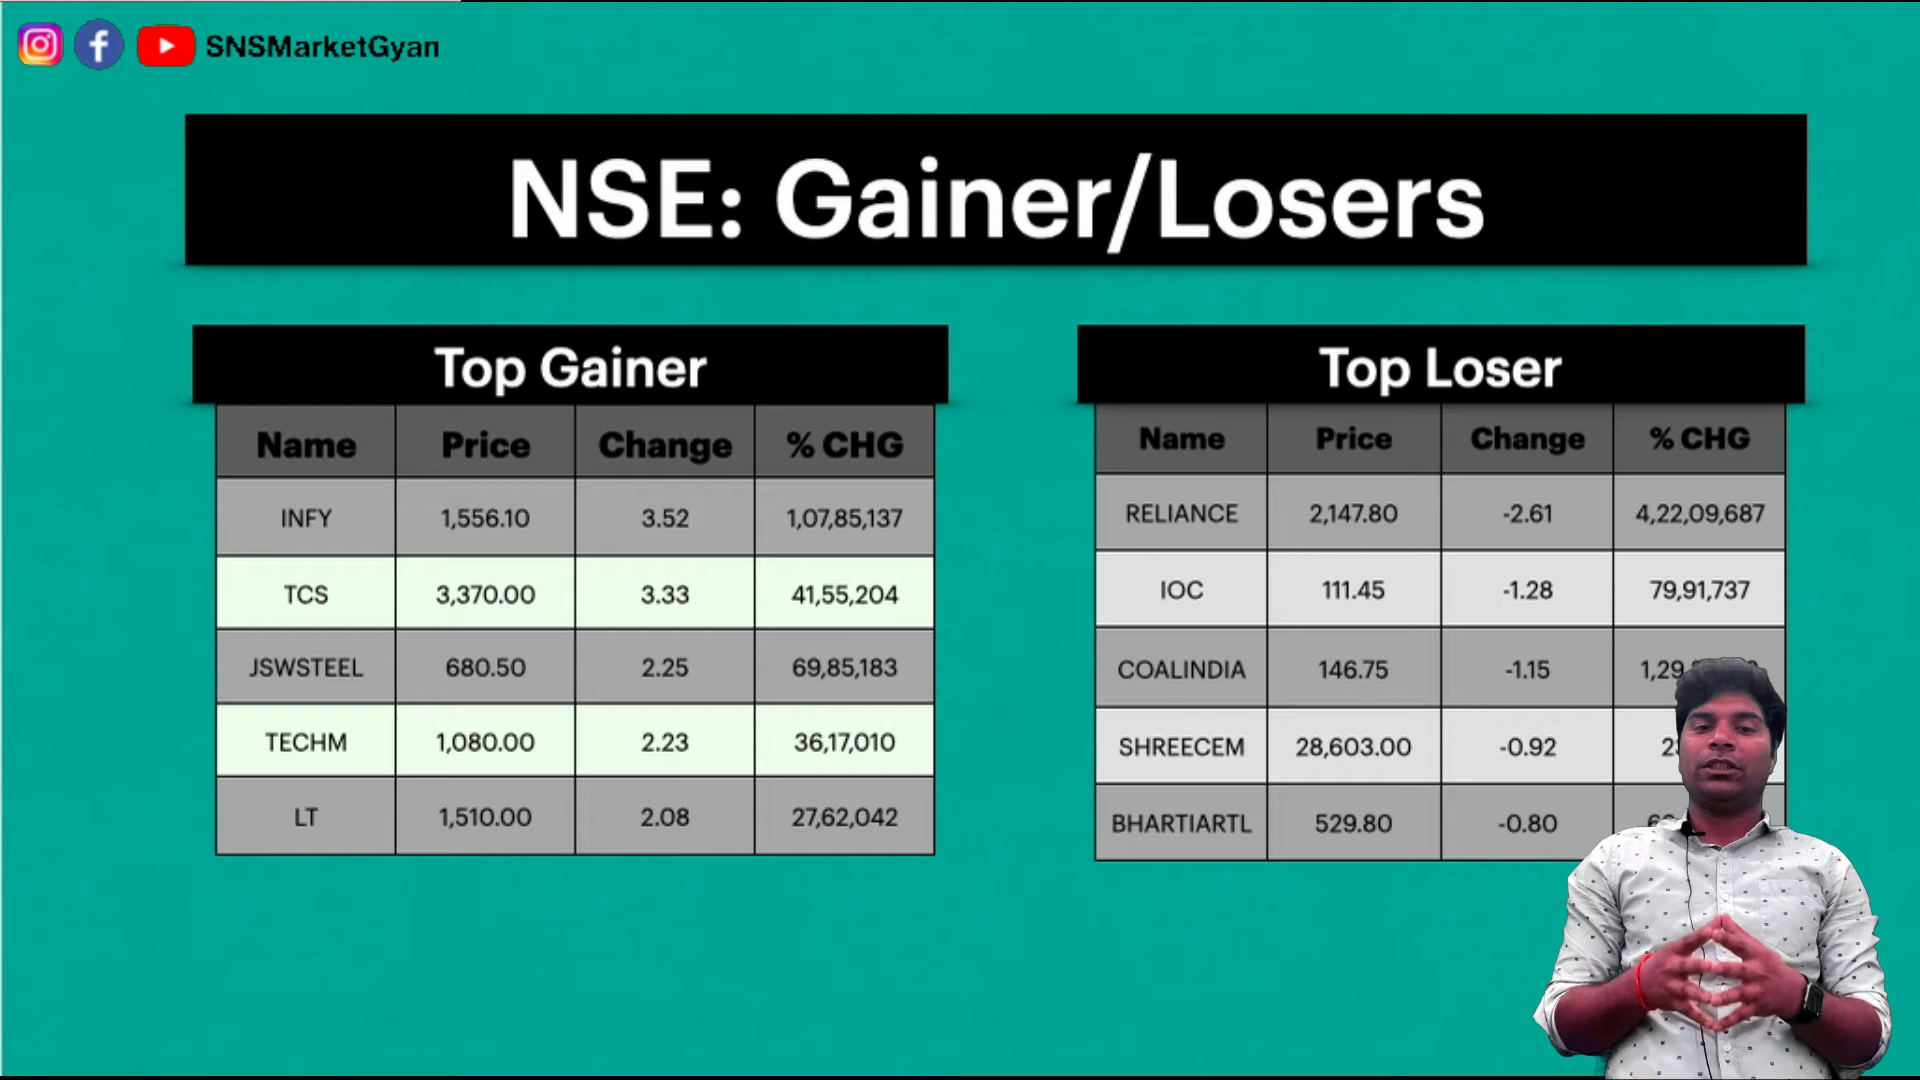 SNSMarketGyan
NSE: Gainer/Losers
Top Gainer
Name Price Change % CHG
INFY 1,556.10 3.52 1,07,85,137
TCS 3,370.00 3.33 41,55,204
JSWSTEEL 680.50 2.25 69,85,183
TECHM 1,080.00 2.23 36,17,010
LT 1,510.00 2.08 27,62,042
Top Loser
Name Price Change % CHG
RELIANCE 2,147.80 -2.61 4,22,09,687
IOC 111.45 -1.28 79,91,737
COALINDIA 146.75 -1.15
SHREECEM 28,603.00 -0.92
BHARTIARTL 529.80 -0.80